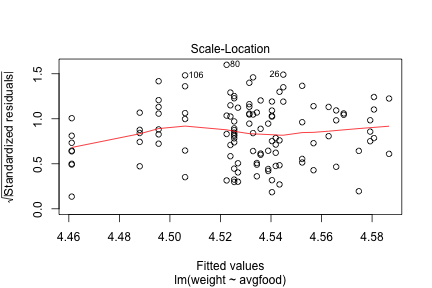 Scale-Location
√|Standardized residuals|
1.5
1.0
0.5
0.0
80
106
26
4.46 4.48 4.50 4.52 4.54 4.56 4.58
Fitted values
lm(weight ~ avgfood)